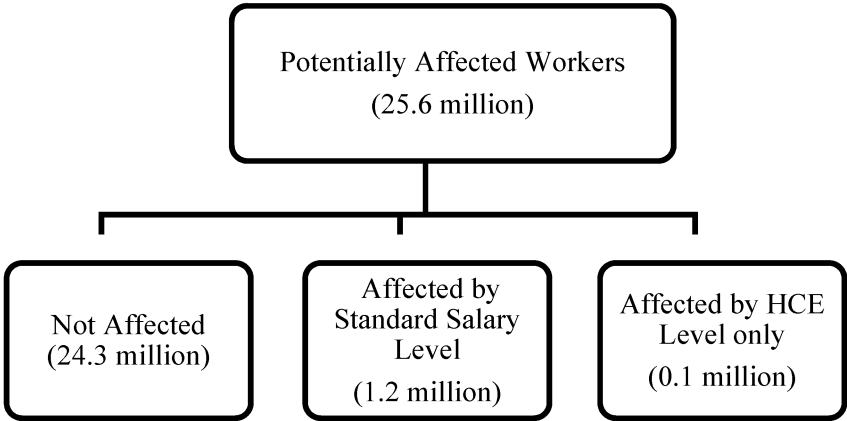 Potentially Affected Workers
(25.6 million)
Not Affected
(24.3 million)
Affected by
Standard Salary
Level
(1.2 million)
Affected by HCE
Level only
(0.1 million)